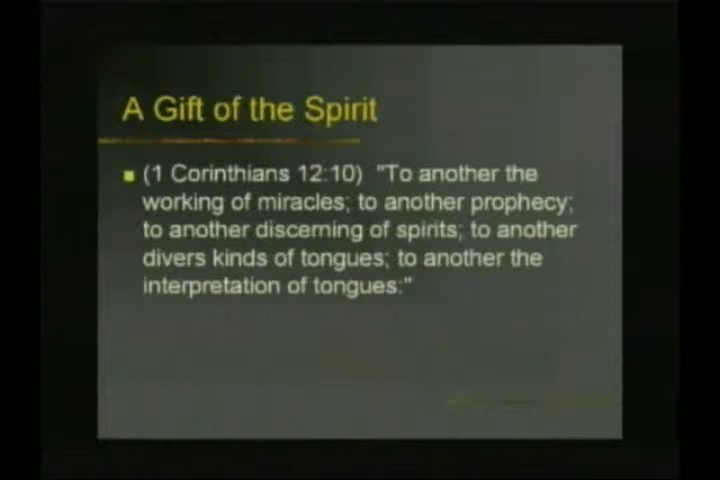 A Gift of the Spirit
(1 Corinthians 12:10) "To another the
working of miracles; to another prophecy;
to another discerning of spirits; to another
divers kinds of tongues; to another the
interpretation of tongues:"